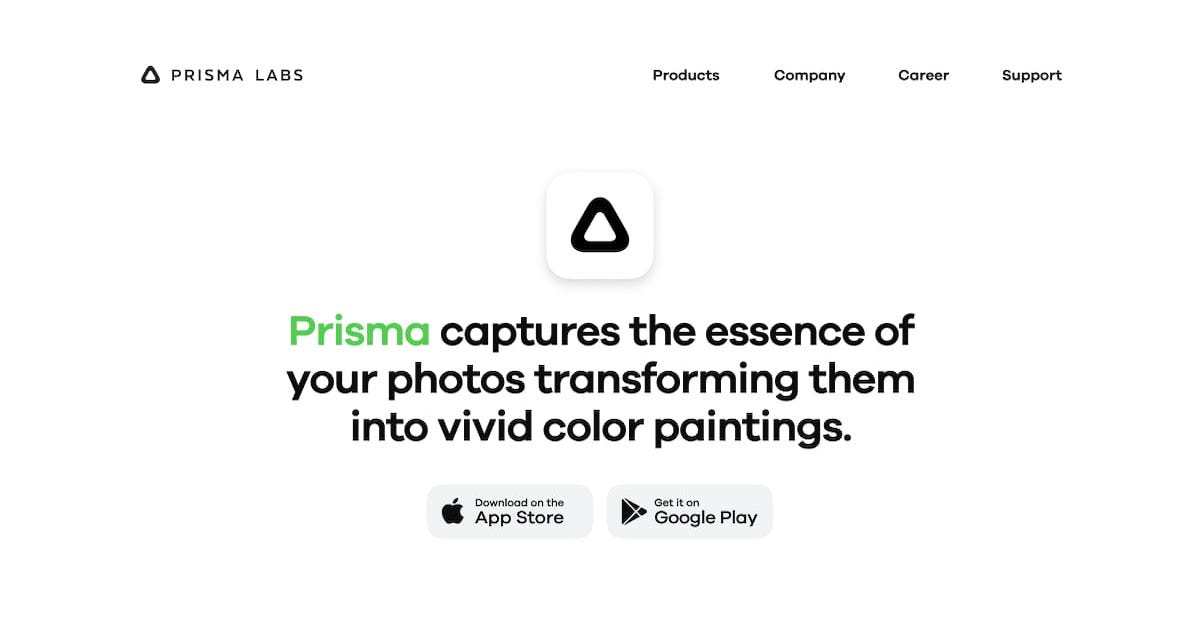 PRISMA LABS
Products
Company
Career
Support
Prisma captures the essence of
your photos transforming them
into vivid color paintings.
Download on the
App Store
Get it on
Google Play